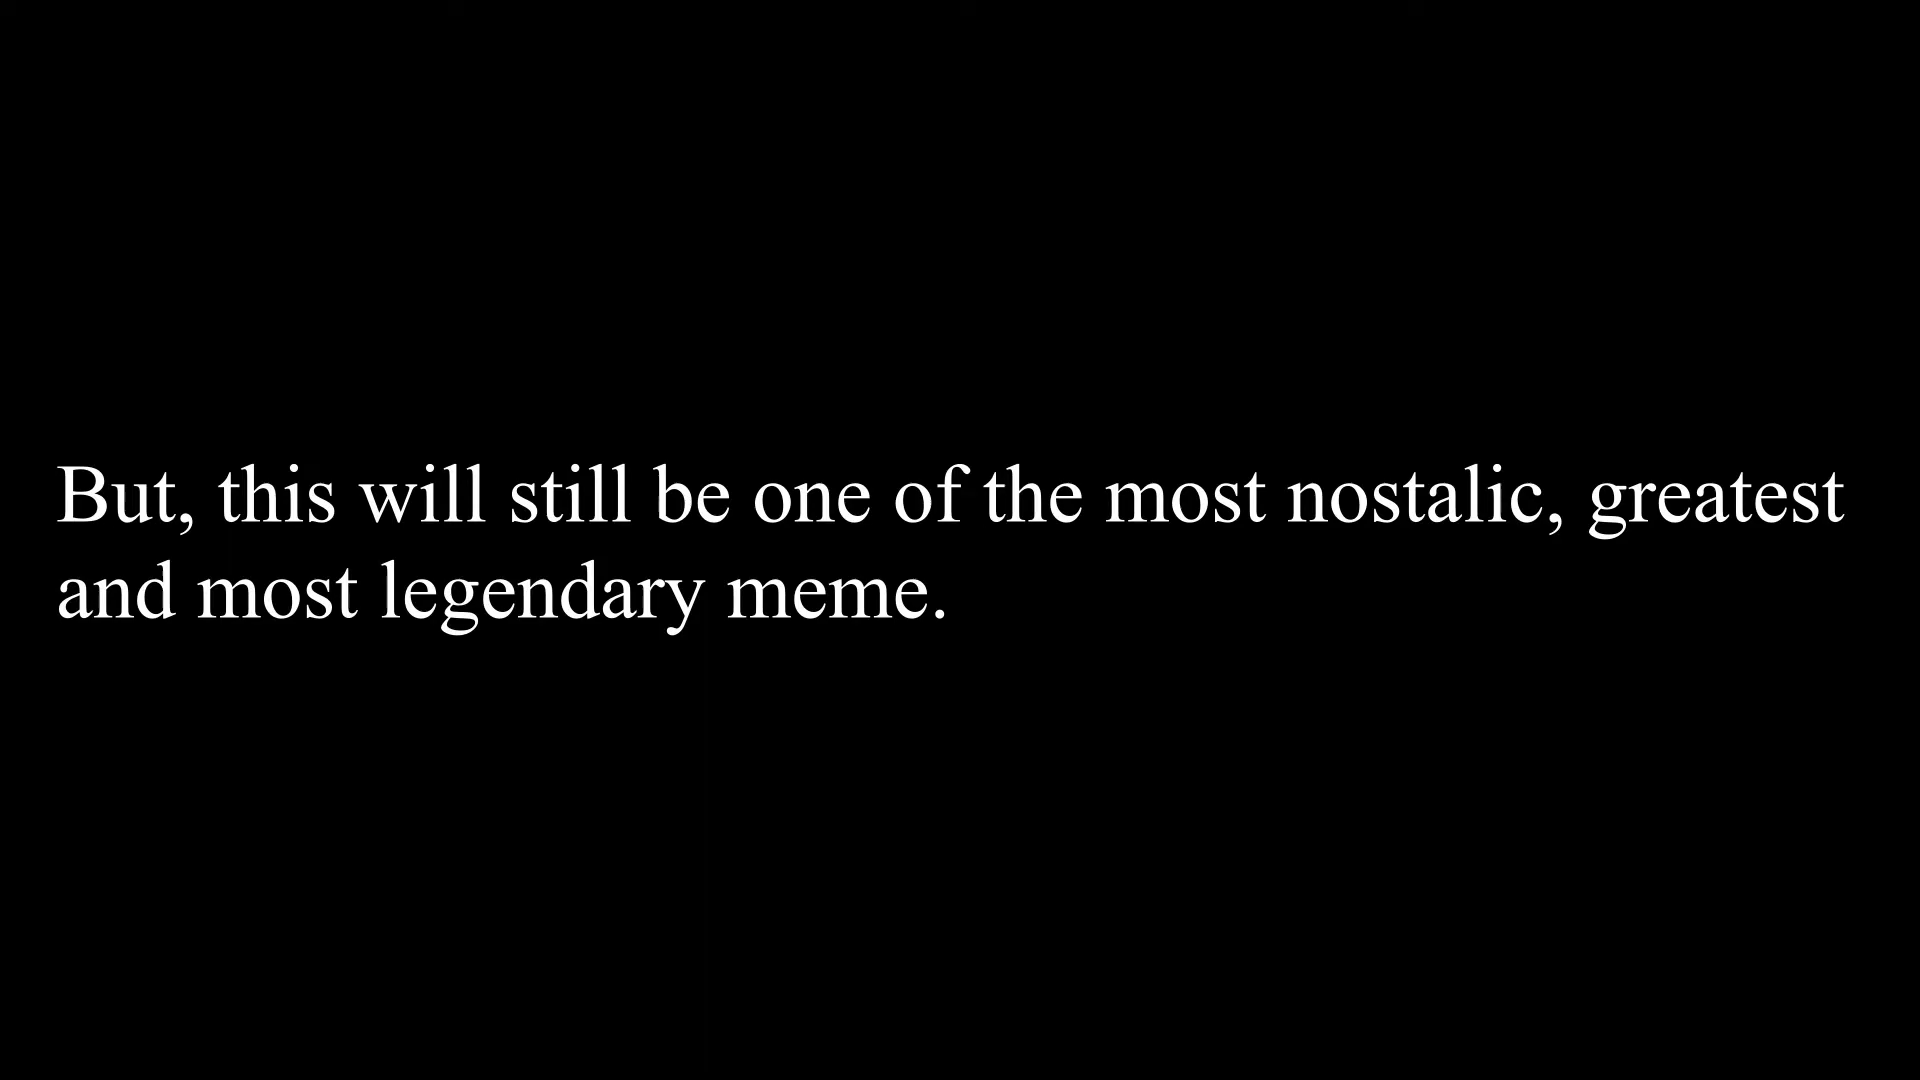 But, this will still be one of the most nostalic, greatest
and most legendary meme.